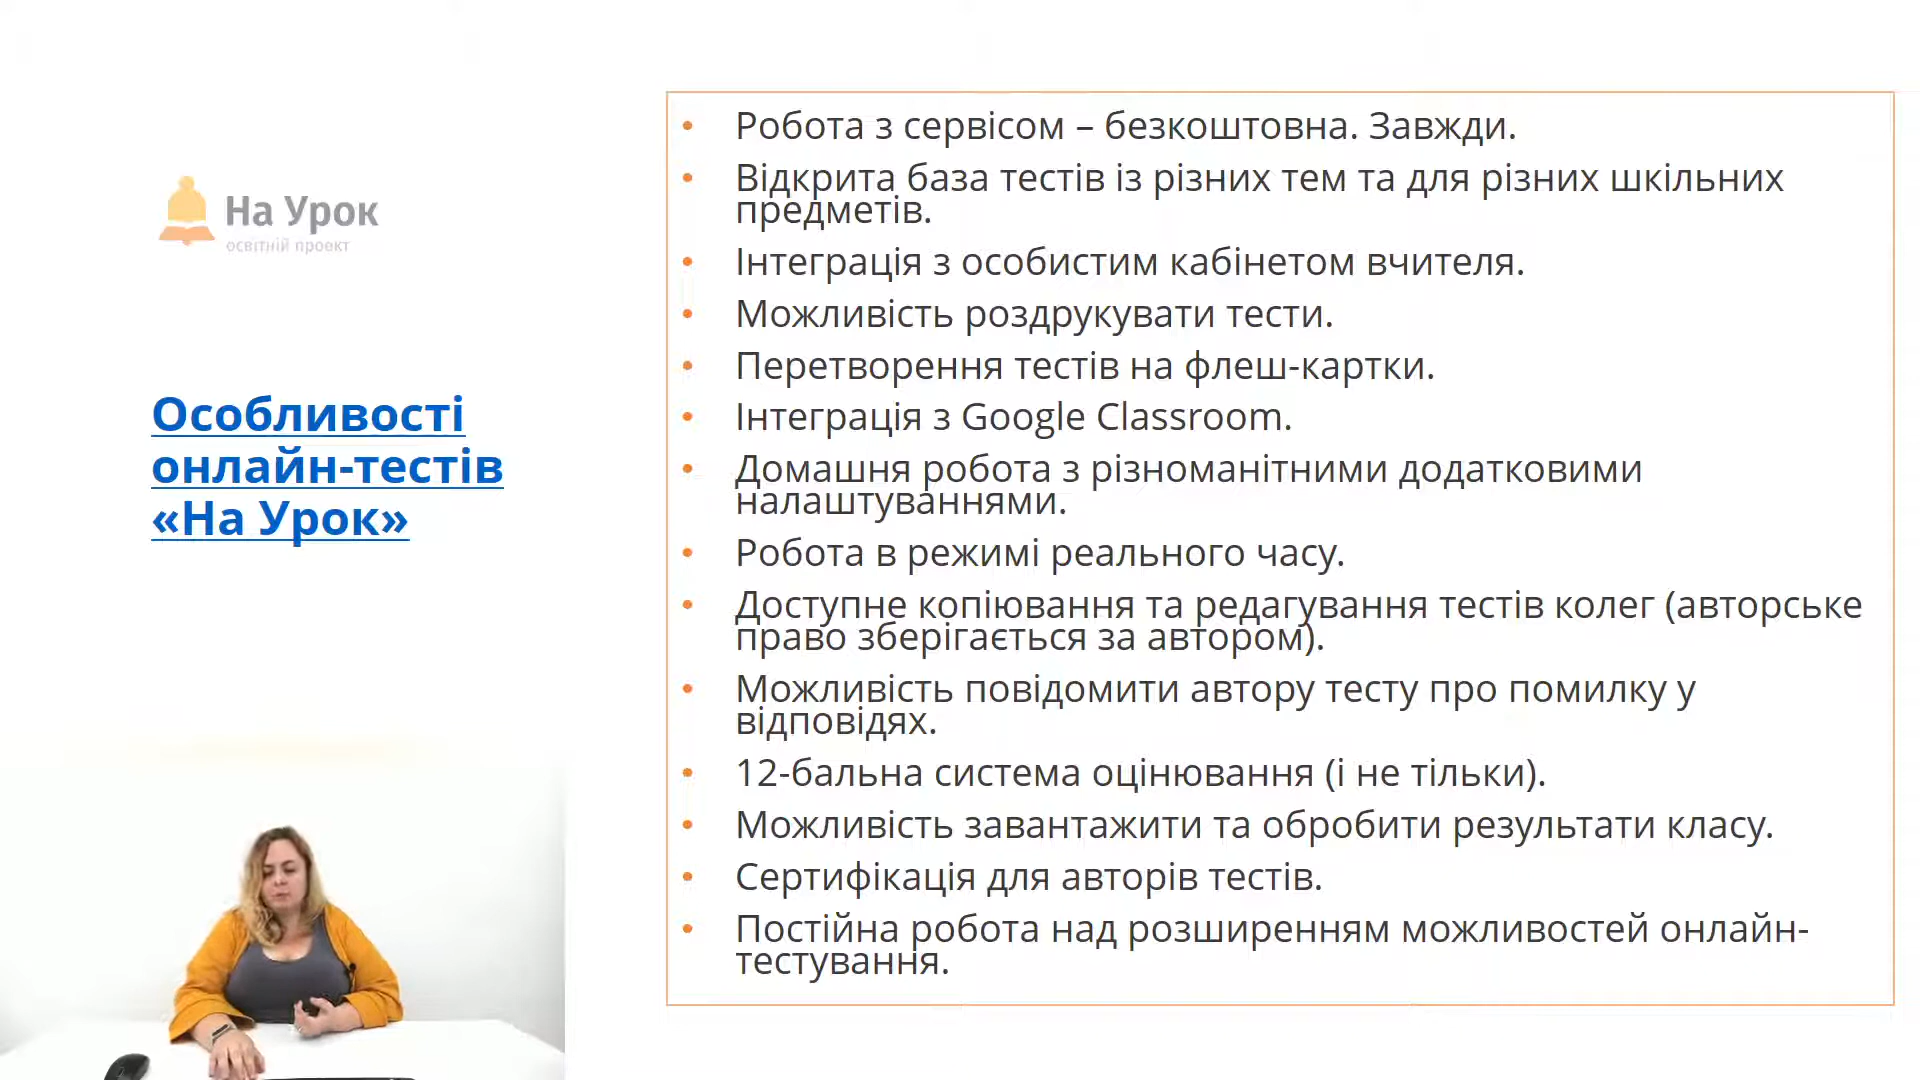 На Урок
освітній проект
Особливості
онлайн-тестів
«На Урок»
• Робота з сервісом – безкоштовна. Завжди.
• Відкрита база тестів із різних тем та для різних шкільних
предметів.
• Інтеграція з особистим кабінетом вчителя.
• Можливість роздрукувати тести.
• Перетворення тестів на флеш-картки.
• Інтеграція з Google Classroom.
• Домашня робота з різноманітними додатковими
налаштуваннями.
• Робота в режимі реального часу.
• Доступне копіювання та редагування тестів колег (авторське
право зберігається за автором).
• Можливість повідомити автору тесту про помилку у
відповідях.
• 12-бальна система оцінювання (і не тільки).
• Можливість завантажити та обробити результати класу.
• Сертифікація для авторів тестів.
• Постійна робота над розширенням можливостей онлайн-
тестування.